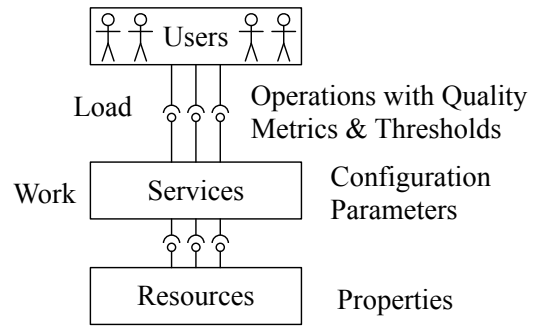 Users
Load
Operations with Quality
Metrics & Thresholds
Work
Services
Configuration
Parameters
Resources
Properties